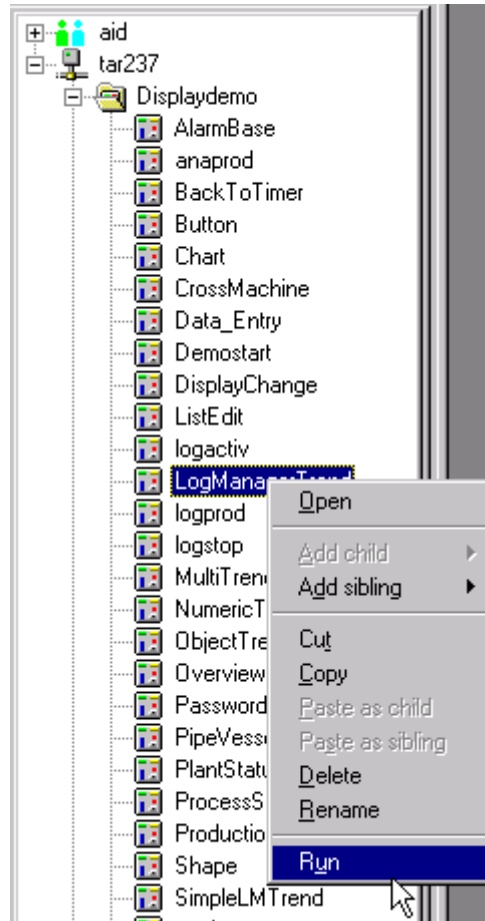 aid
tar237
Displaydemo
AlarmBase
anaprod
BackToTimer
Button
Chart
CrossMachine
Data_Entry
Demostart
DisplayChange
ListEdit
logactiv
LogManagerTrend
logprod
logstop
MultiTren
NumericT
ObjectTre
Overview
Password
PipeVess
PlantStat
ProcessS
Productio
Shape
SimpleLMTrend
Open
Add child
Add sibling
Cut
Copy
Paste as child
Paste as sibling
Delete
Rename
Run